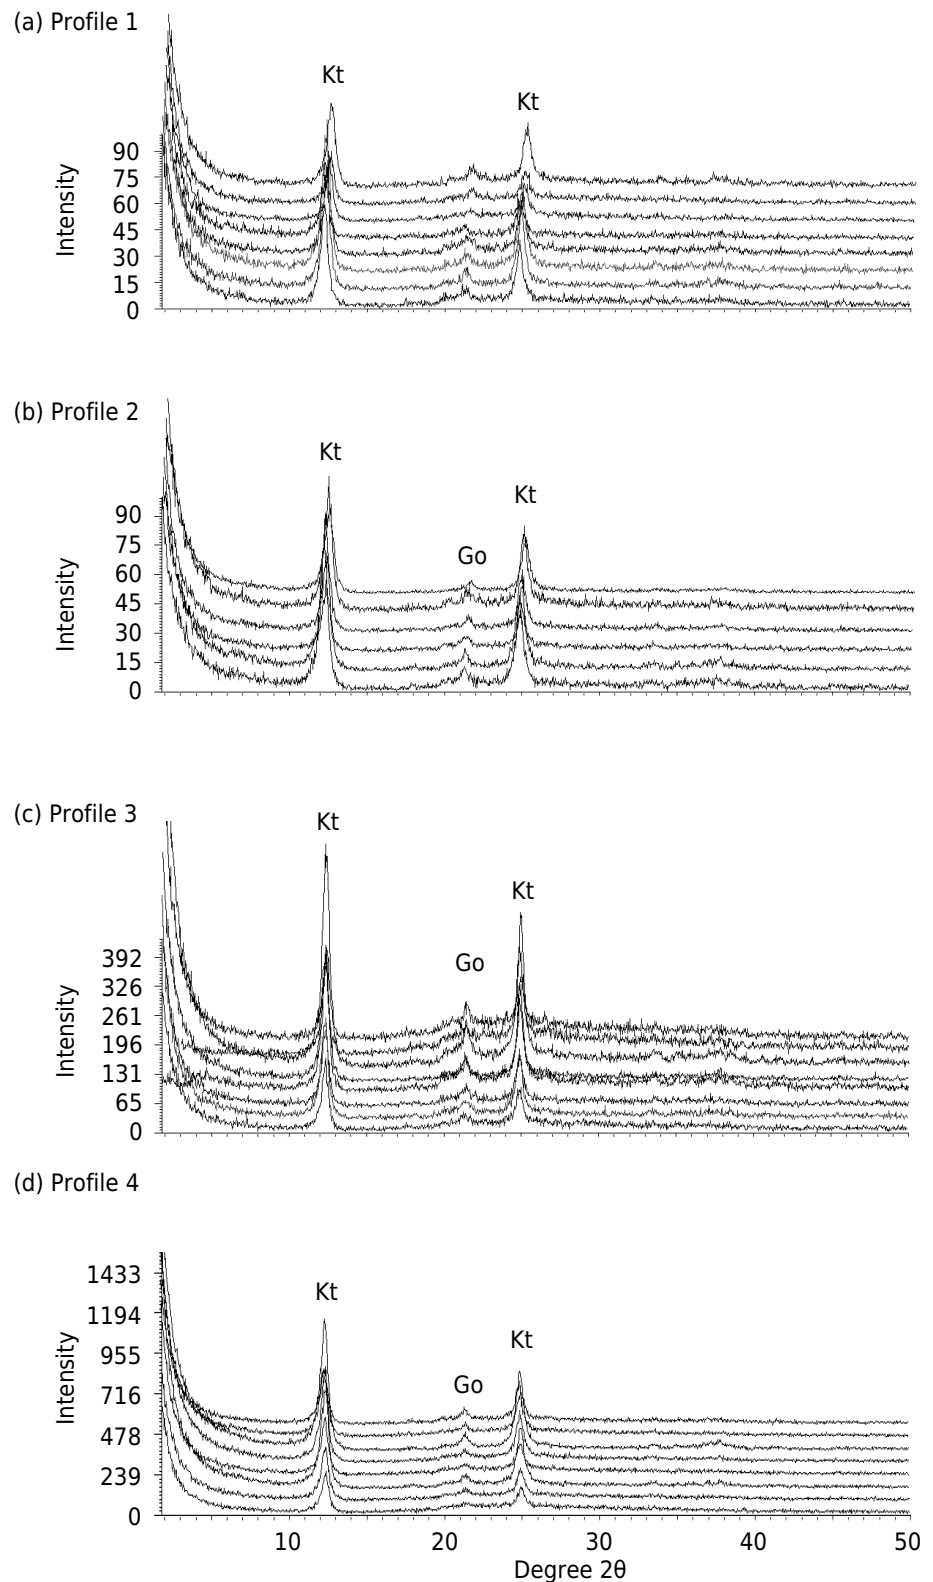 (a) Profile 1
Kt
Kt
90
75
60
45
30
15
0
Intensity
(b) Profile 2
Kt
Kt
Go
90
75
60
45
30
15
0
Intensity
(c) Profile 3
Kt
Kt
Go
392
326
261
196
131
65
0
Intensity
(d) Profile 4
Kt
Kt
Go
1433
1194
955
716
478
239
0
Intensity
10 20 30 40 50
Degree 2θ